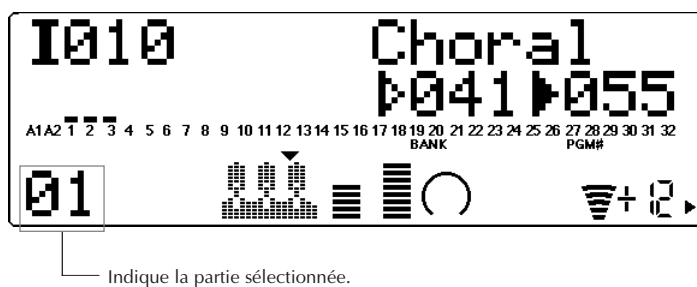 I010 Choral
041 055
A1 A2 1 2 3 4 5 6 7 8 9 10 11 12 13 14 15 16 17 18 19 20 21 22 23 24 25 26 27 28 29 30 31 32
BANK PGM#
01 + 12
Indique la partie sélectionnée.